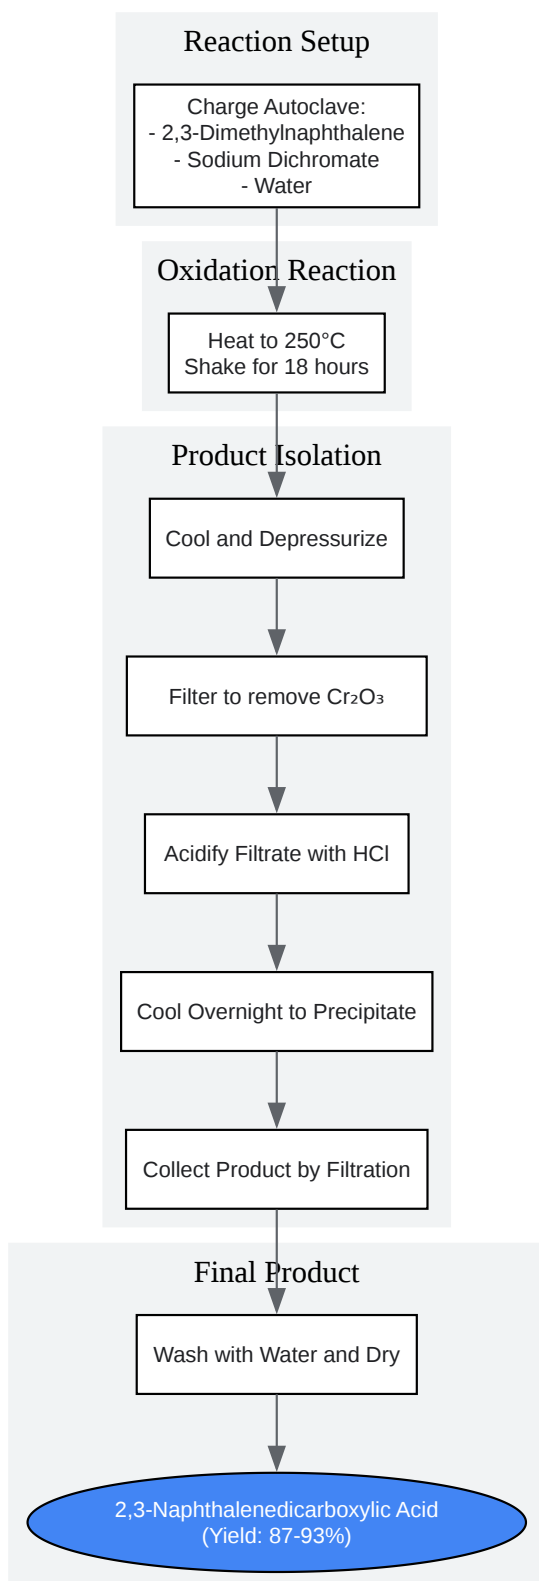 Reaction Setup
Charge Autoclave:
- 2,3-Dimethylnaphthalene
- Sodium Dichromate
- Water
Oxidation Reaction
Heat to 250°C
Shake for 18 hours
Product Isolation
Cool and Depressurize
Filter to remove Cr₂O₃
Acidify Filtrate with HCl
Cool Overnight to Precipitate
Collect Product by Filtration
Final Product
Wash with Water and Dry
2,3-Naphthalenedicarboxylic Acid
(Yield: 87-93%)